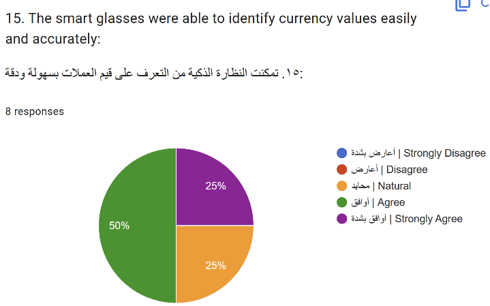 15. The smart glasses were able to identify currency values easily
and accurately:
١٥. تمكنت النظارة الذكية من التعرف على قيم العملات بسهولة ودقة:
8 responses
25%
50%
25%
أعارض بشدة | Strongly Disagree
أعارض | Disagree
محايد | Natural
أوافق | Agree
أوافق بشدة | Strongly Agree